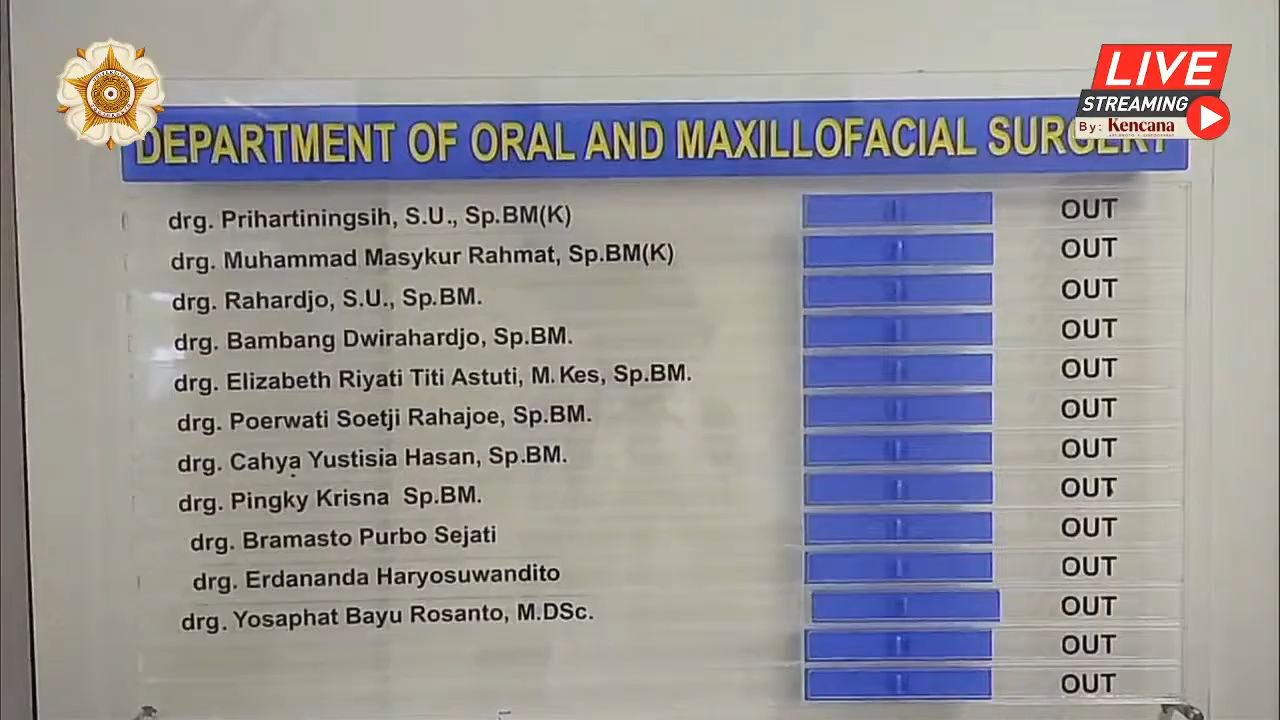 LIVE
STREAMING
By: Kencana
DEPARTMENT OF ORAL AND MAXILLOFACIAL SURGERY
drg. Prihartiningsih, S.U., Sp.BM(K) OUT
drg. Muhammad Masykur Rahmat, Sp.BM(K) OUT
drg. Rahardjo, S.U., Sp.BM. OUT
drg. Bambang Dwirahardjo, Sp.BM. OUT
drg. Elizabeth Riyati Titi Astuti, M.Kes, Sp.BM. OUT
drg. Poerwati Soetji Rahajoe, Sp.BM. OUT
drg. Cahya Yustisia Hasan, Sp.BM. OUT
drg. Pingky Krisna Sp.BM. OUT
drg. Bramasto Purbo Sejati OUT
drg. Erdananda Haryosuwandito OUT
drg. Yosaphat Bayu Rosanto, M.DSc. OUT
OUT
OUT